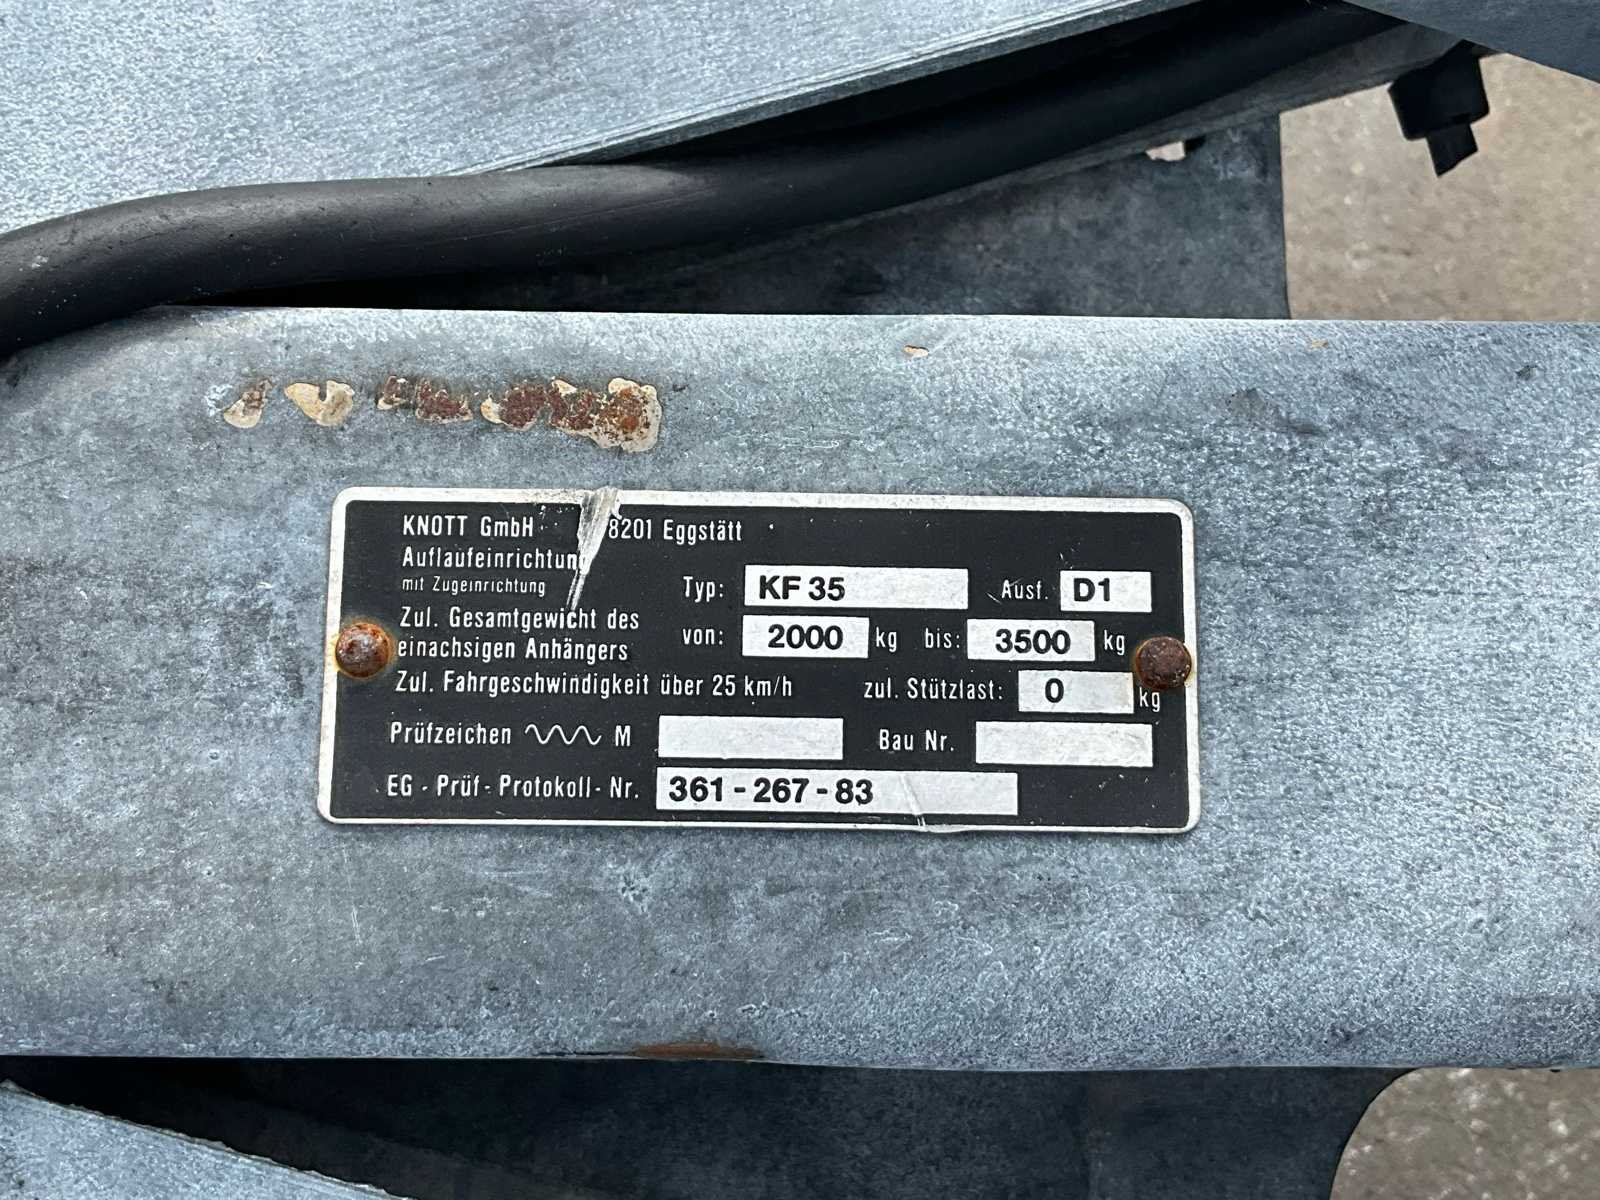 KNOTT GmbH 8201 Eggstätt
Auflaufeinrichtung
mit Zugeinrichtung
Typ: KF 35 Ausf. D1
Zul. Gesamtgewicht des
einachsigen Anhängers
von: 2000 kg bis: 3500 kg
Zul. Fahrgeschwindigkeit über 25 km/h zul. Stützlast: 0 kg
Prüfzeichen M Bau Nr.
EG - Prüf - Protokoll - Nr. 361 - 267 - 83